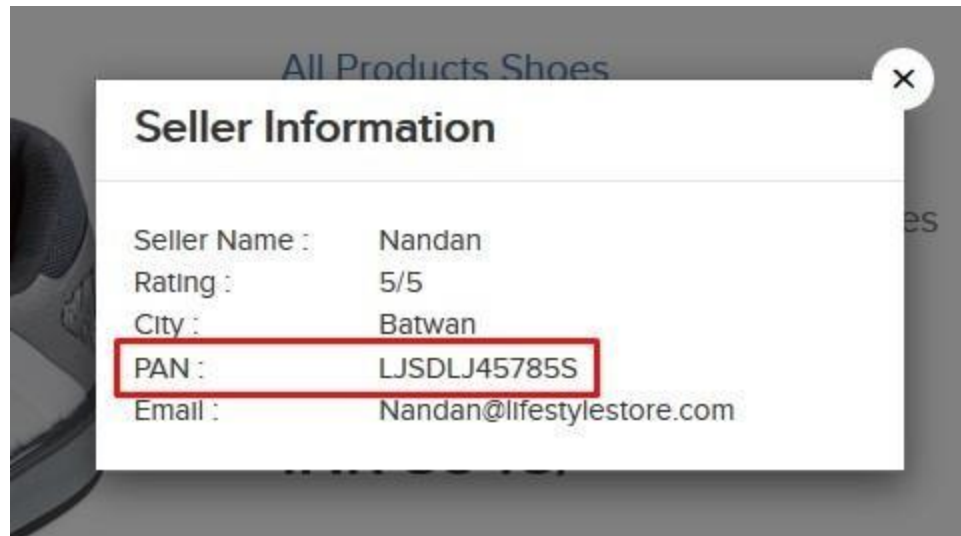 All Products Shoes
Seller Information
Seller Name : Nandan
Rating : 5/5
City : Batwan
PAN : LJSDLJ45785S
Email : Nandan@lifestylestore.com